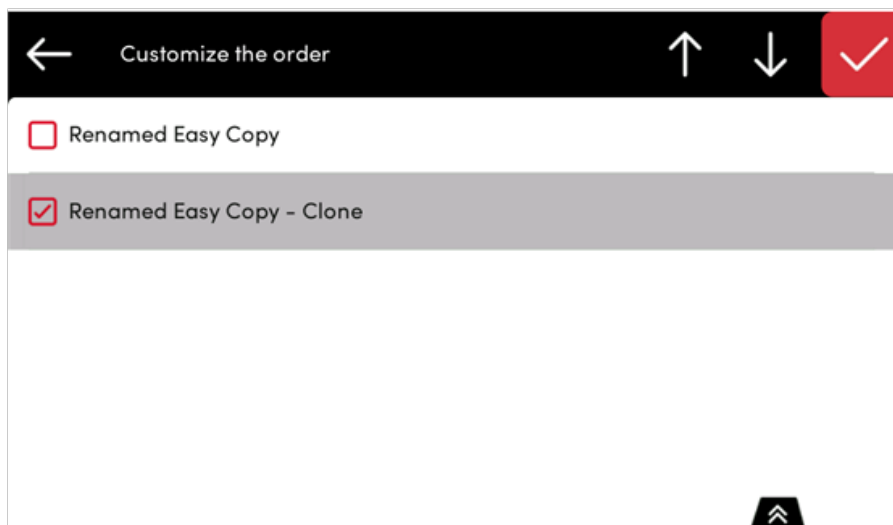 Customize the order
Renamed Easy Copy
Renamed Easy Copy - Clone